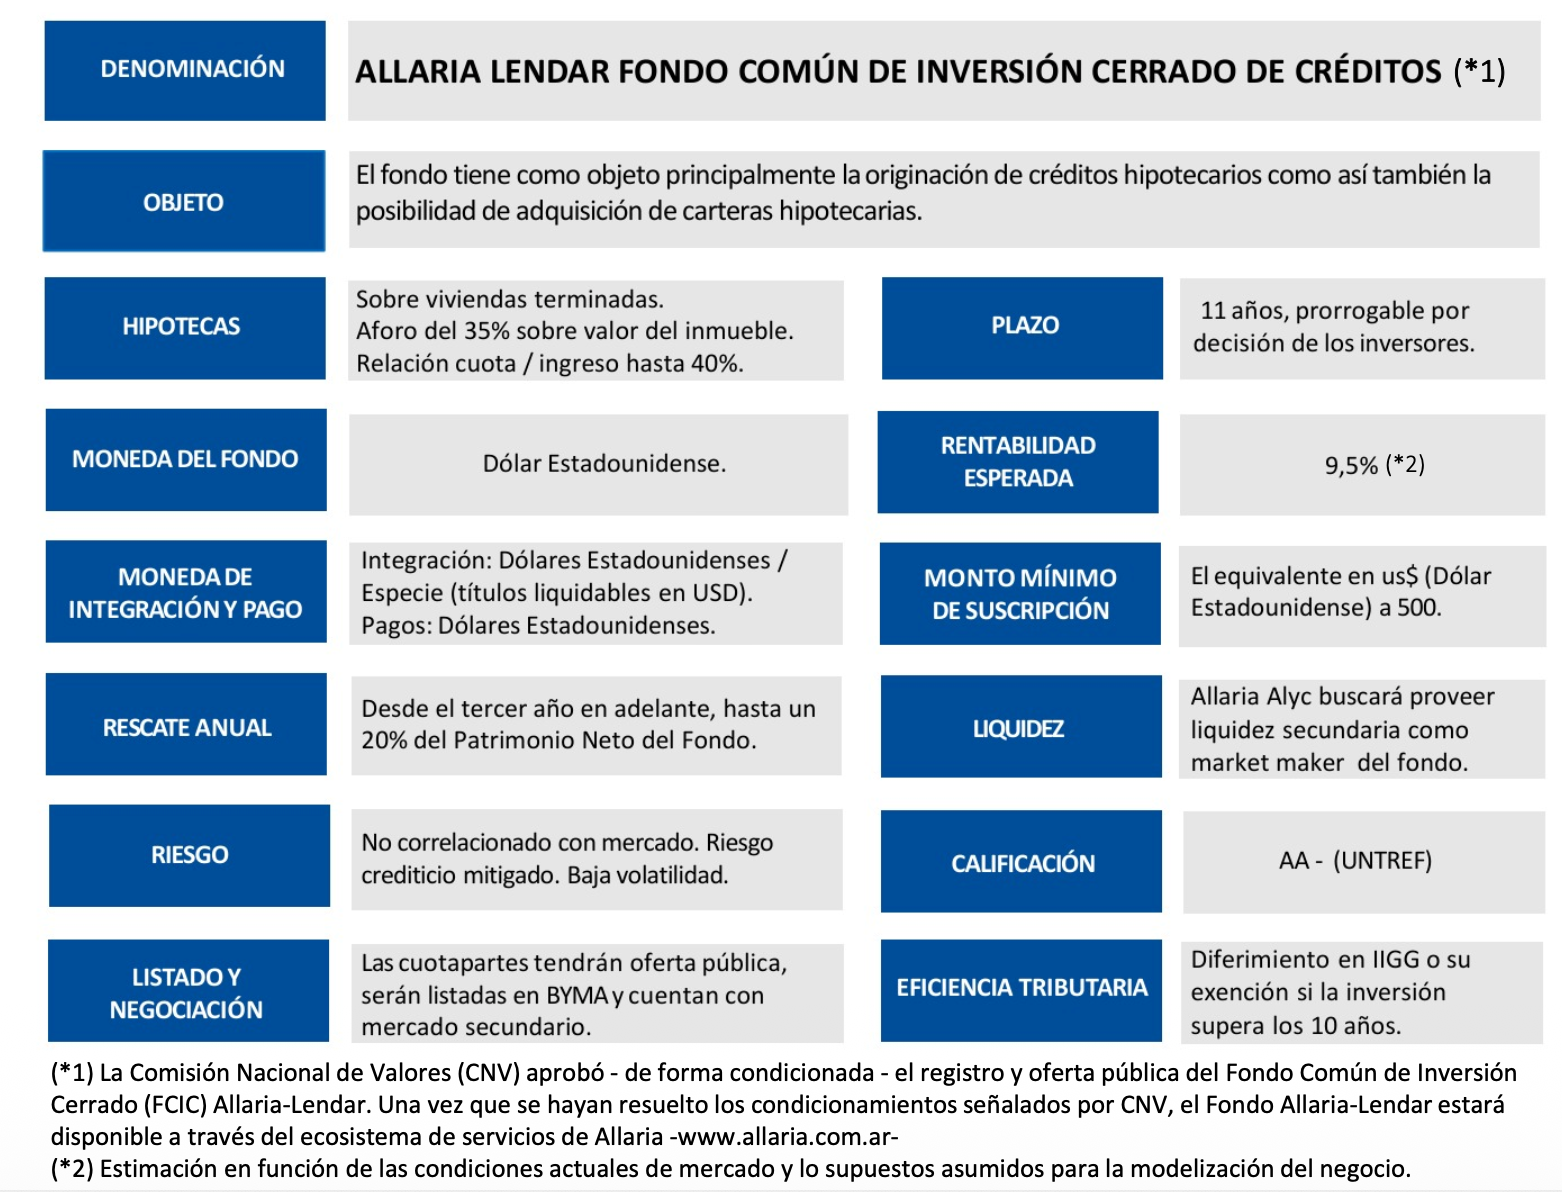 DENOMINACIÓN
ALLARIA LENDAR FONDO COMÚN DE INVERSIÓN CERRADO DE CRÉDITOS (*1)
OBJETO
El fondo tiene como objeto principalmente la originación de créditos hipotecarios como así también la
posibilidad de adquisición de carteras hipotecarias.
HIPOTECAS
Sobre viviendas terminadas.
Aforo del 35% sobre valor del inmueble.
Relación cuota / ingreso hasta 40%.
PLAZO
11 años, prorrogable por
decisión de los inversores.
MONEDA DEL FONDO
Dólar Estadounidense.
RENTABILIDAD
ESPERADA
9,5% (*2)
MONEDA DE
INTEGRACIÓN Y PAGO
Integración: Dólares Estadounidenses /
Especie (títulos liquidables en USD).
Pagos: Dólares Estadounidenses.
MONTO MÍNIMO
DE SUSCRIPCIÓN
El equivalente en us$ (Dólar
Estadounidense) a 500.
RESCATE ANUAL
Desde el tercer año en adelante, hasta un
20% del Patrimonio Neto del Fondo.
LIQUIDEZ
Allaria Alyc buscará proveer
liquidez secundaria como
market maker del fondo.
RIESGO
No correlacionado con mercado. Riesgo
crediticio mitigado. Baja volatilidad.
CALIFICACIÓN
AA - (UNTREF)
LISTADO Y
NEGOCIACIÓN
Las cuotapartes tendrán oferta pública,
serán listadas en BYMA y cuentan con
mercado secundario.
EFICIENCIA TRIBUTARIA
Diferimiento en IIGG o su
exención si la inversión
supera los 10 años.
(*1) La Comisión Nacional de Valores (CNV) aprobó - de forma condicionada - el registro y oferta pública del Fondo Común de Inversión
Cerrado (FCIC) Allaria-Lendar. Una vez que se hayan resuelto los condicionamientos señalados por CNV, el Fondo Allaria-Lendar estará
disponible a través del ecosistema de servicios de Allaria -www.allaria.com.ar-
(*2) Estimación en función de las condiciones actuales de mercado y lo supuestos asumidos para la modelización del negocio.